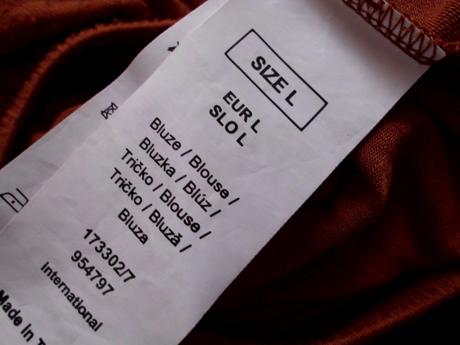 SIZE L
EUR L
SLO L
Bluze / Blouse /
Bluzka / Blúz /
Tričko / Blouse /
Tričko / Bluză /
Bluza
173302/7
954797
International
Made In